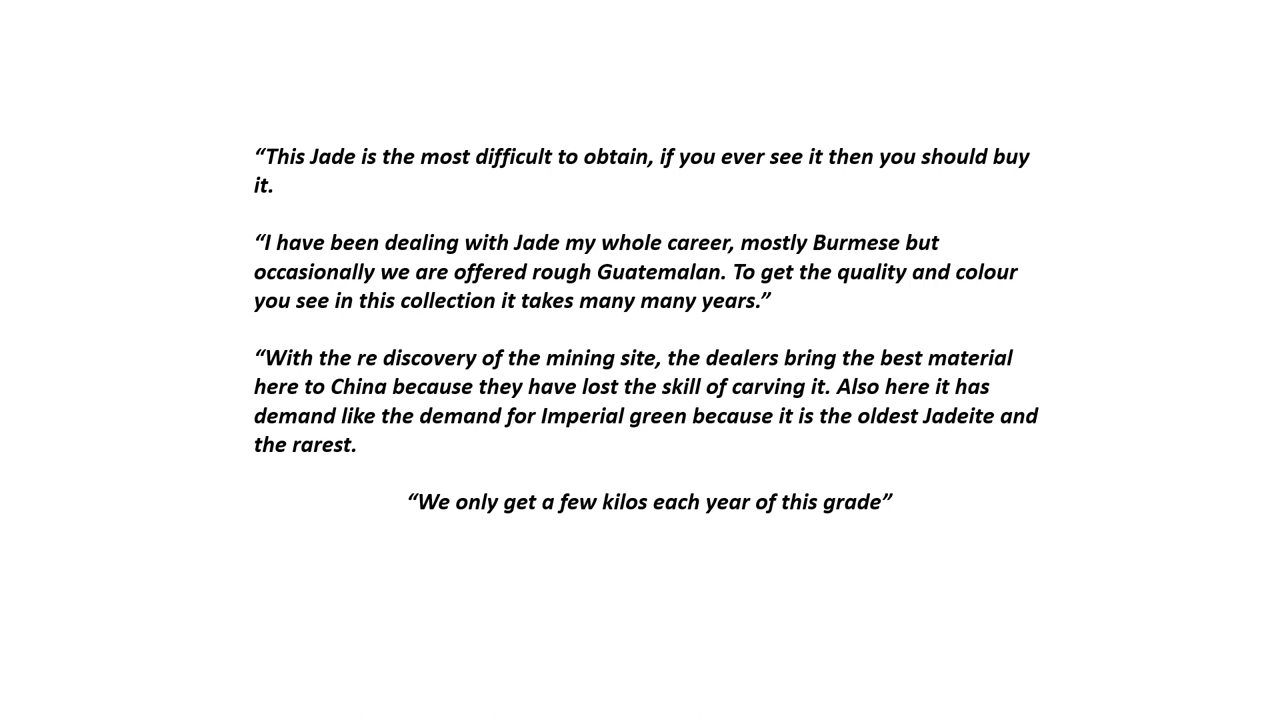 “This Jade is the most difficult to obtain, if you ever see it then you should buy
it.
“I have been dealing with Jade my whole career, mostly Burmese but
occasionally we are offered rough Guatemalan. To get the quality and colour
you see in this collection it takes many many years.”
“With the re discovery of the mining site, the dealers bring the best material
here to China because they have lost the skill of carving it. Also here it has
demand like the demand for Imperial green because it is the oldest Jadeite and
the rarest.
“We only get a few kilos each year of this grade”